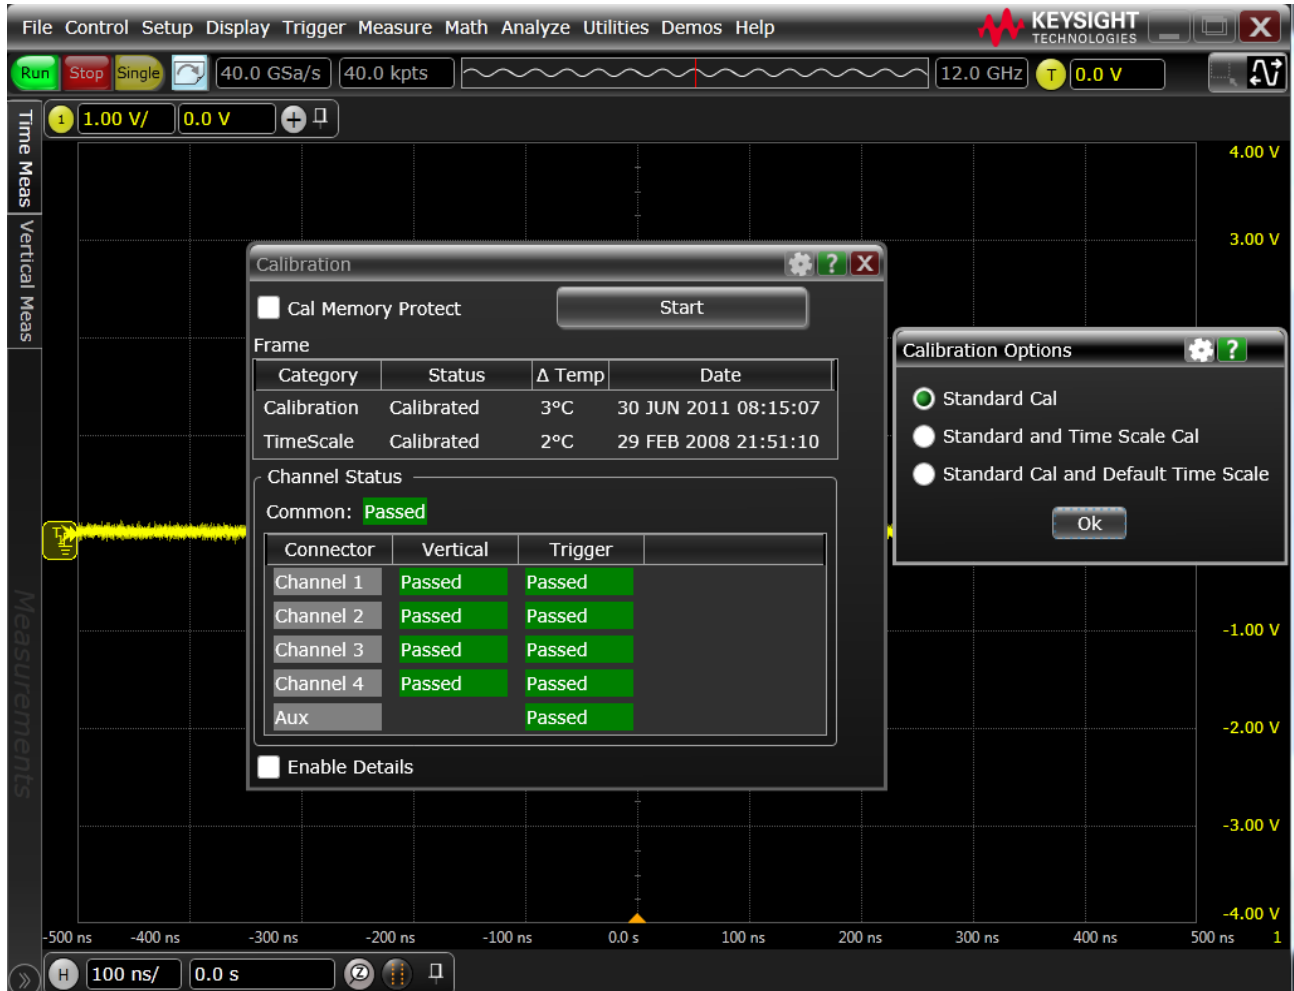 File Control Setup Display Trigger Measure Math Analyze Utilities Demos Help
KEYSIGHT
TECHNOLOGIES
X
Run Stop Single 40.0 GSa/s 40.0 kpts 12.0 GHz T 0.0 V
1 1.00 V/ 0.0 V
Time Meas
Vertical Meas
Measurements
4.00 V
3.00 V
-1.00 V
-2.00 V
-3.00 V
-4.00 V
Calibration ? X
Cal Memory Protect Start
Frame
Category Status Δ Temp Date
Calibration Calibrated 3°C 30 JUN 2011 08:15:07
TimeScale Calibrated 2°C 29 FEB 2008 21:51:10
Channel Status
Common: Passed
Connector Vertical Trigger
Channel 1 Passed Passed
Channel 2 Passed Passed
Channel 3 Passed Passed
Channel 4 Passed Passed
Aux Passed
Enable Details
Calibration Options ?
Standard Cal
Standard and Time Scale Cal
Standard Cal and Default Time Scale
Ok
T
-500 ns -400 ns -300 ns -200 ns -100 ns 0.0 s 100 ns 200 ns 300 ns 400 ns 500 ns 1
H 100 ns/ 0.0 s Z